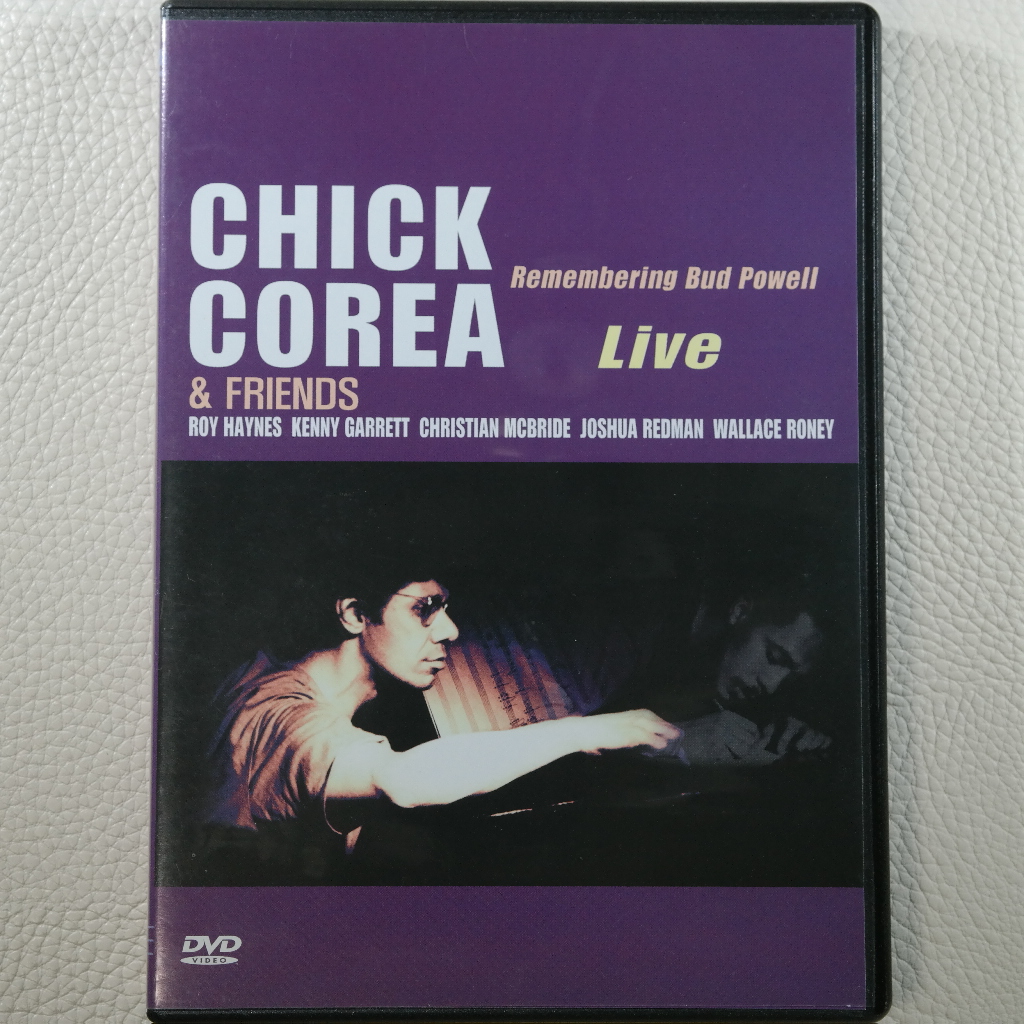 CHICK
COREA
Remembering Bud Powell
Live
& FRIENDS
ROY HAYNES KENNY GARRETT CHRISTIAN MCBRIDE JOSHUA REDMAN WALLACE RONEY
DVD
VIDEO